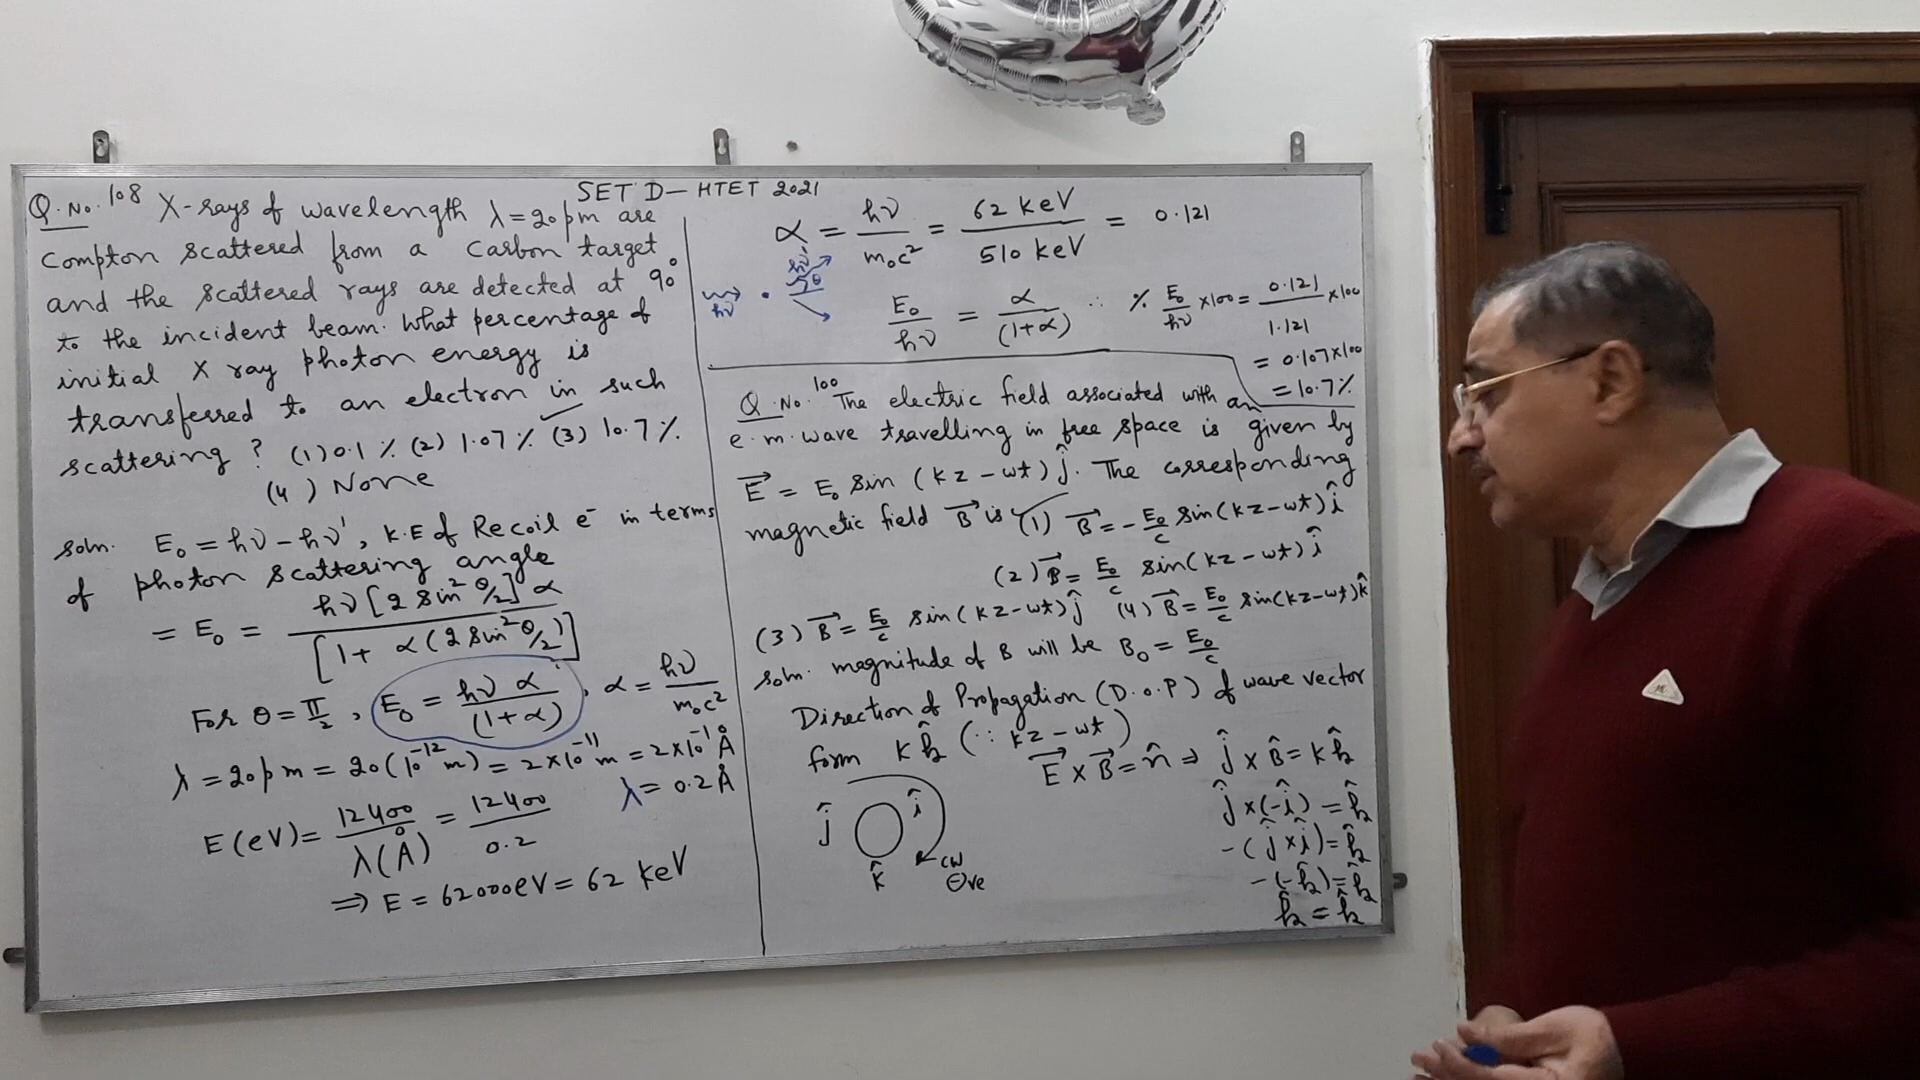 SET D – HTET 2021
Q. No. 108 X-rays of wavelength λ = 20 pm are
Compton scattered from a Carbon target
and the scattered rays are detected at 90°
to the incident beam. What percentage of
initial X ray photon energy is
transferred to an electron in such
scattering? (1) 0.1 % (2) 1.07 % (3) 10.7 %.
(4) None
soln. E₀ = hν - hν', K.E of Recoil e⁻ in terms
of photon scattering angle
= E₀ = hν [2 sin² θ/2] α / [1 + α (2 sin² θ/2)]
For θ = π/2, E₀ = hν α / (1+α), α = hν / m₀c²
λ = 20 pm = 20 (10⁻¹² m) = 2×10⁻¹¹ m = 2×10⁻¹ Å
λ = 0.2 Å
E (eV) = 12400 / λ(Å) = 12400 / 0.2
⇒ E = 62000 eV = 62 keV
α = hν / m₀c² = 62 keV / 510 keV = 0.121
hν hν' θ
E₀ / hν = α / (1+α) ∴ % E₀/hν ×100 = 0.121 / 1.121 ×100
= 0.107×100
= 10.7%
Q. No. 100 The electric field associated with an
e.m. wave travelling in free space is given by
E⃗ = E₀ sin (kz - ωt) ĵ. The corresponding
magnetic field B⃗ is (1) B⃗ = - E₀/c sin (kz - ωt) î
(2) B⃗ = E₀/c sin (kz - ωt) î
(3) B⃗ = E₀/c sin (kz - ωt) ĵ (4) B⃗ = E₀/c sin (kz - ωt) k̂
soln. magnitude of B will be B₀ = E₀/c
Direction of Propagation (D.O.P) of wave vector
form K k̂ (∵ kz - ωt)
E⃗ × B⃗ = n̂ ⇒ ĵ × B̂ = K k̂
ĵ × (-î) = k̂
- (ĵ × î) = k̂
- (-k̂) = k̂
k̂ = k̂
ĵ î
k̂ CW
⊖ve